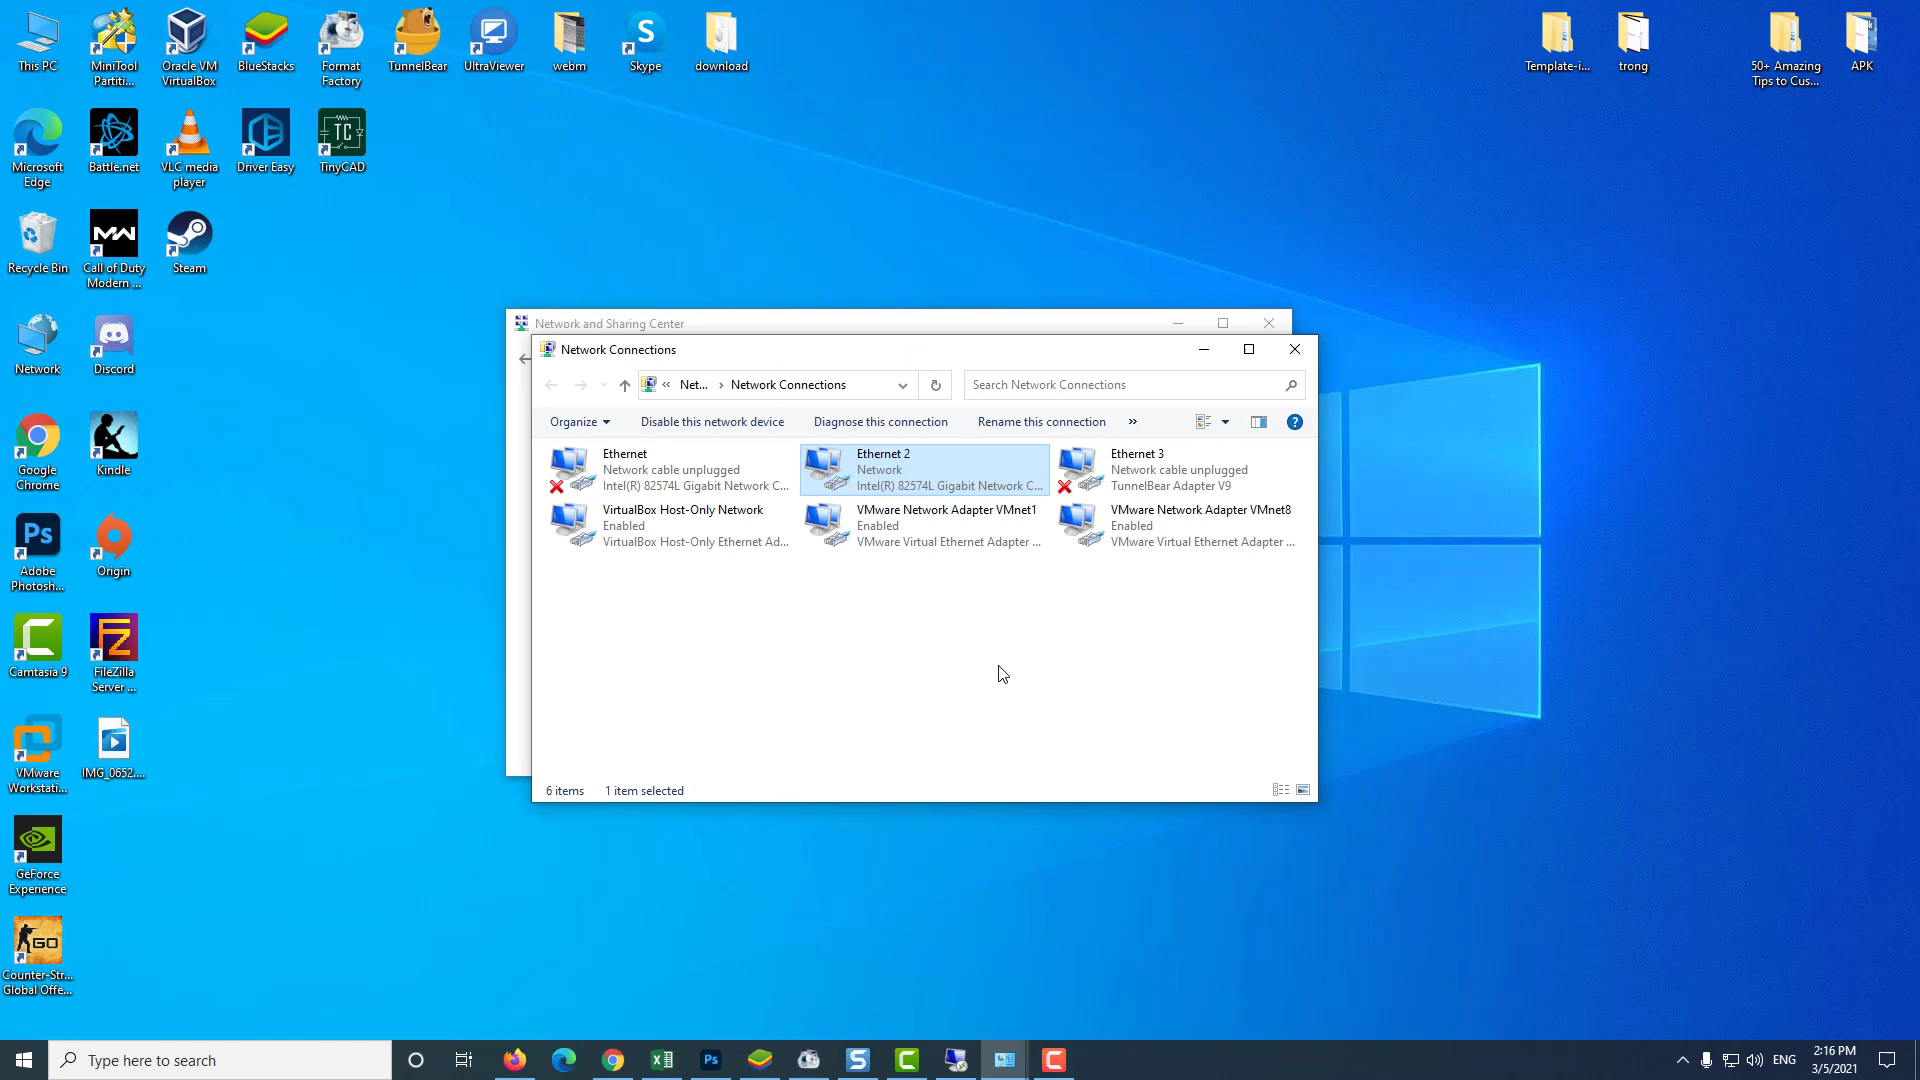 This PC
MiniTool
Partiti...
Oracle VM
VirtualBox
BlueStacks
Format
Factory
TunnelBear
UltraViewer
webm
Skype
download
Template-i...
trong
50+ Amazing
Tips to Cus...
APK
Microsoft
Edge
Battle.net
VLC media
player
Driver Easy
TC
TinyCAD
Recycle Bin
MW
Call of Duty
Modern ...
Steam
Network
Discord
Google
Chrome
Kindle
Ps
Adobe
Photosh...
Origin
Camtasia 9
FileZilla
Server ...
VMware
Workstati...
IMG_0652....
GeForce
Experience
GO
Counter-Str...
Global Offe...
Network and Sharing Center
Network Connections
« Net... › Network Connections
Search Network Connections
Organize
Disable this network device
Diagnose this connection
Rename this connection
»
Ethernet
Network cable unplugged
Intel(R) 82574L Gigabit Network C...
Ethernet 2
Network
Intel(R) 82574L Gigabit Network C...
Ethernet 3
Network cable unplugged
TunnelBear Adapter V9
VirtualBox Host-Only Network
Enabled
VirtualBox Host-Only Ethernet Ad...
VMware Network Adapter VMnet1
Enabled
VMware Virtual Ethernet Adapter ...
VMware Network Adapter VMnet8
Enabled
VMware Virtual Ethernet Adapter ...
6 items
1 item selected
Type here to search
Ps
S
ENG
2:16 PM
3/5/2021